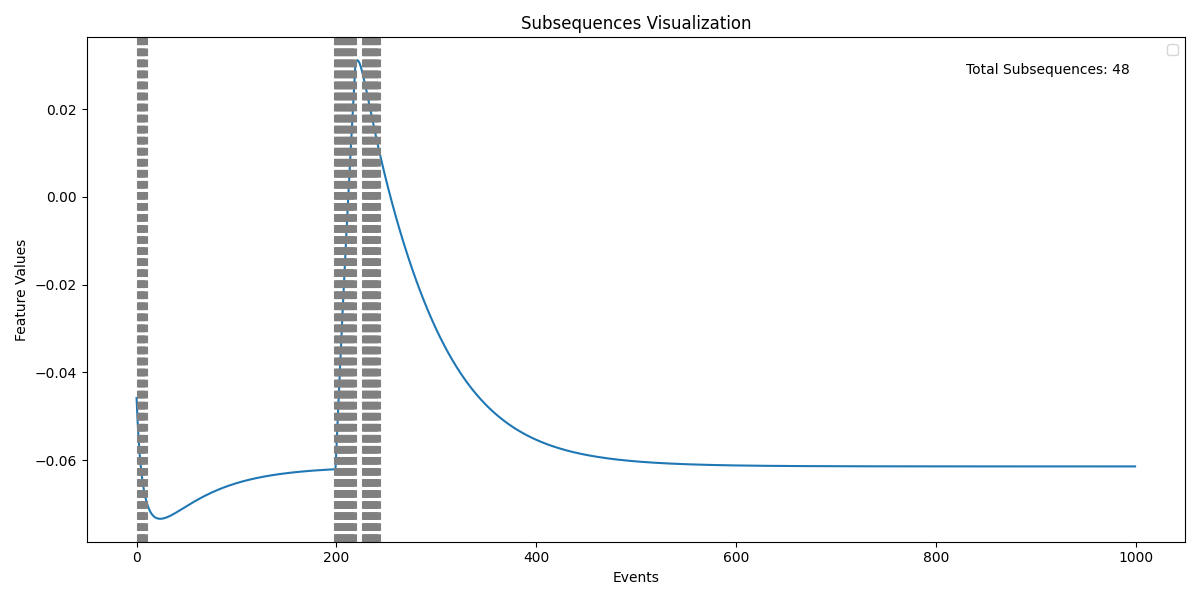 Subsequences Visualization
Total Subsequences: 48
Feature Values
0.02
0.00
−0.02
−0.04
−0.06
0 200 400 600 800 1000
Events